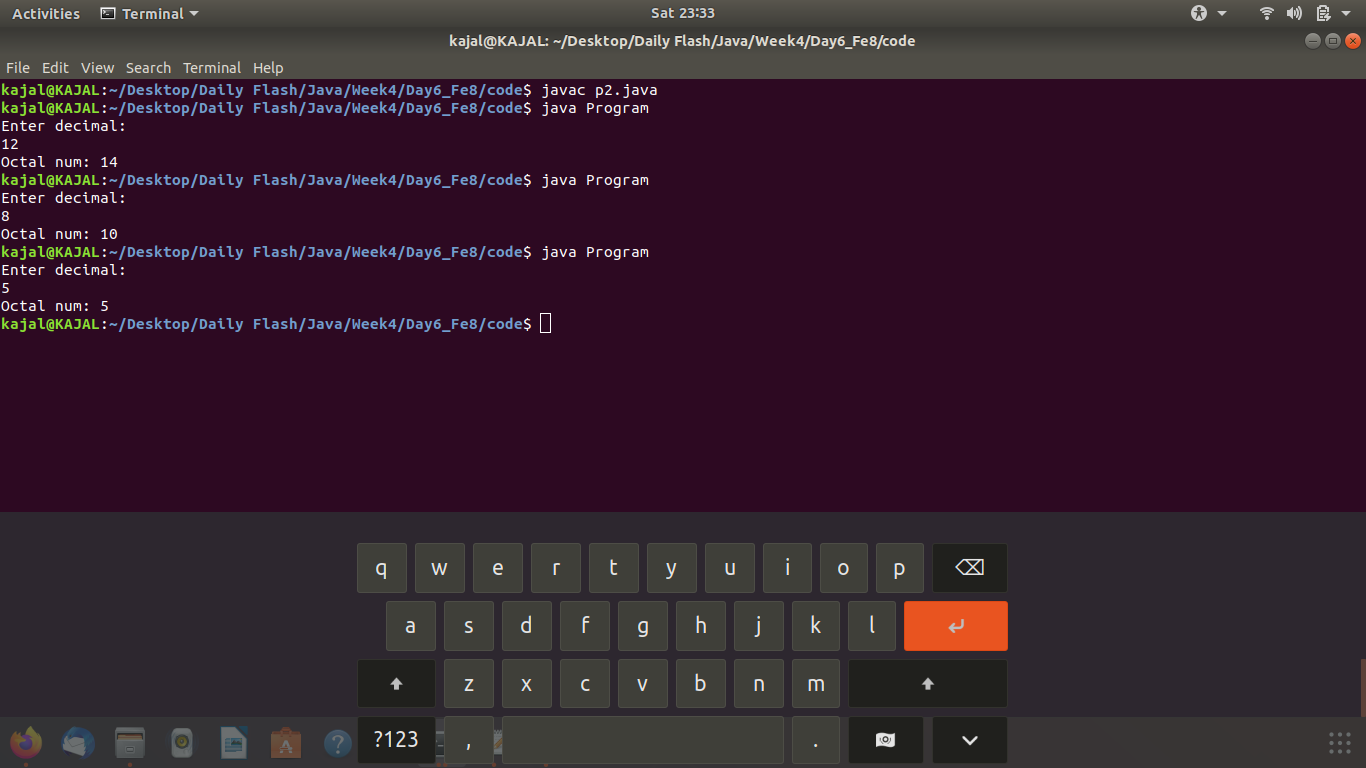 Activities Terminal Sat 23:33
kajal@KAJAL: ~/Desktop/Daily Flash/Java/Week4/Day6_Fe8/code
File Edit View Search Terminal Help
kajal@KAJAL:~/Desktop/Daily Flash/Java/Week4/Day6_Fe8/code$ javac p2.java
kajal@KAJAL:~/Desktop/Daily Flash/Java/Week4/Day6_Fe8/code$ java Program
Enter decimal:
12
Octal num: 14
kajal@KAJAL:~/Desktop/Daily Flash/Java/Week4/Day6_Fe8/code$ java Program
Enter decimal:
8
Octal num: 10
kajal@KAJAL:~/Desktop/Daily Flash/Java/Week4/Day6_Fe8/code$ java Program
Enter decimal:
5
Octal num: 5
kajal@KAJAL:~/Desktop/Daily Flash/Java/Week4/Day6_Fe8/code$
q w e r t y u i o p
a s d f g h j k l
z x c v b n m
?123 , .